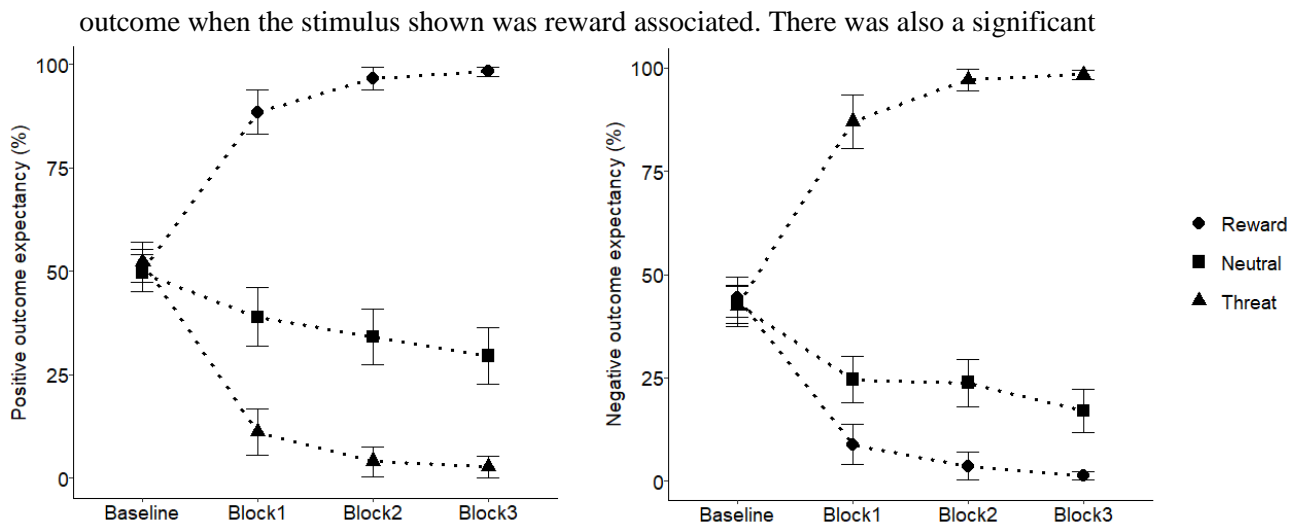 outcome when the stimulus shown was reward associated. There was also a significant
Positive outcome expectancy (%)
100
75
50
25
0
Baseline Block1 Block2 Block3
Negative outcome expectancy (%)
100
75
50
25
0
Baseline Block1 Block2 Block3
Reward
Neutral
Threat